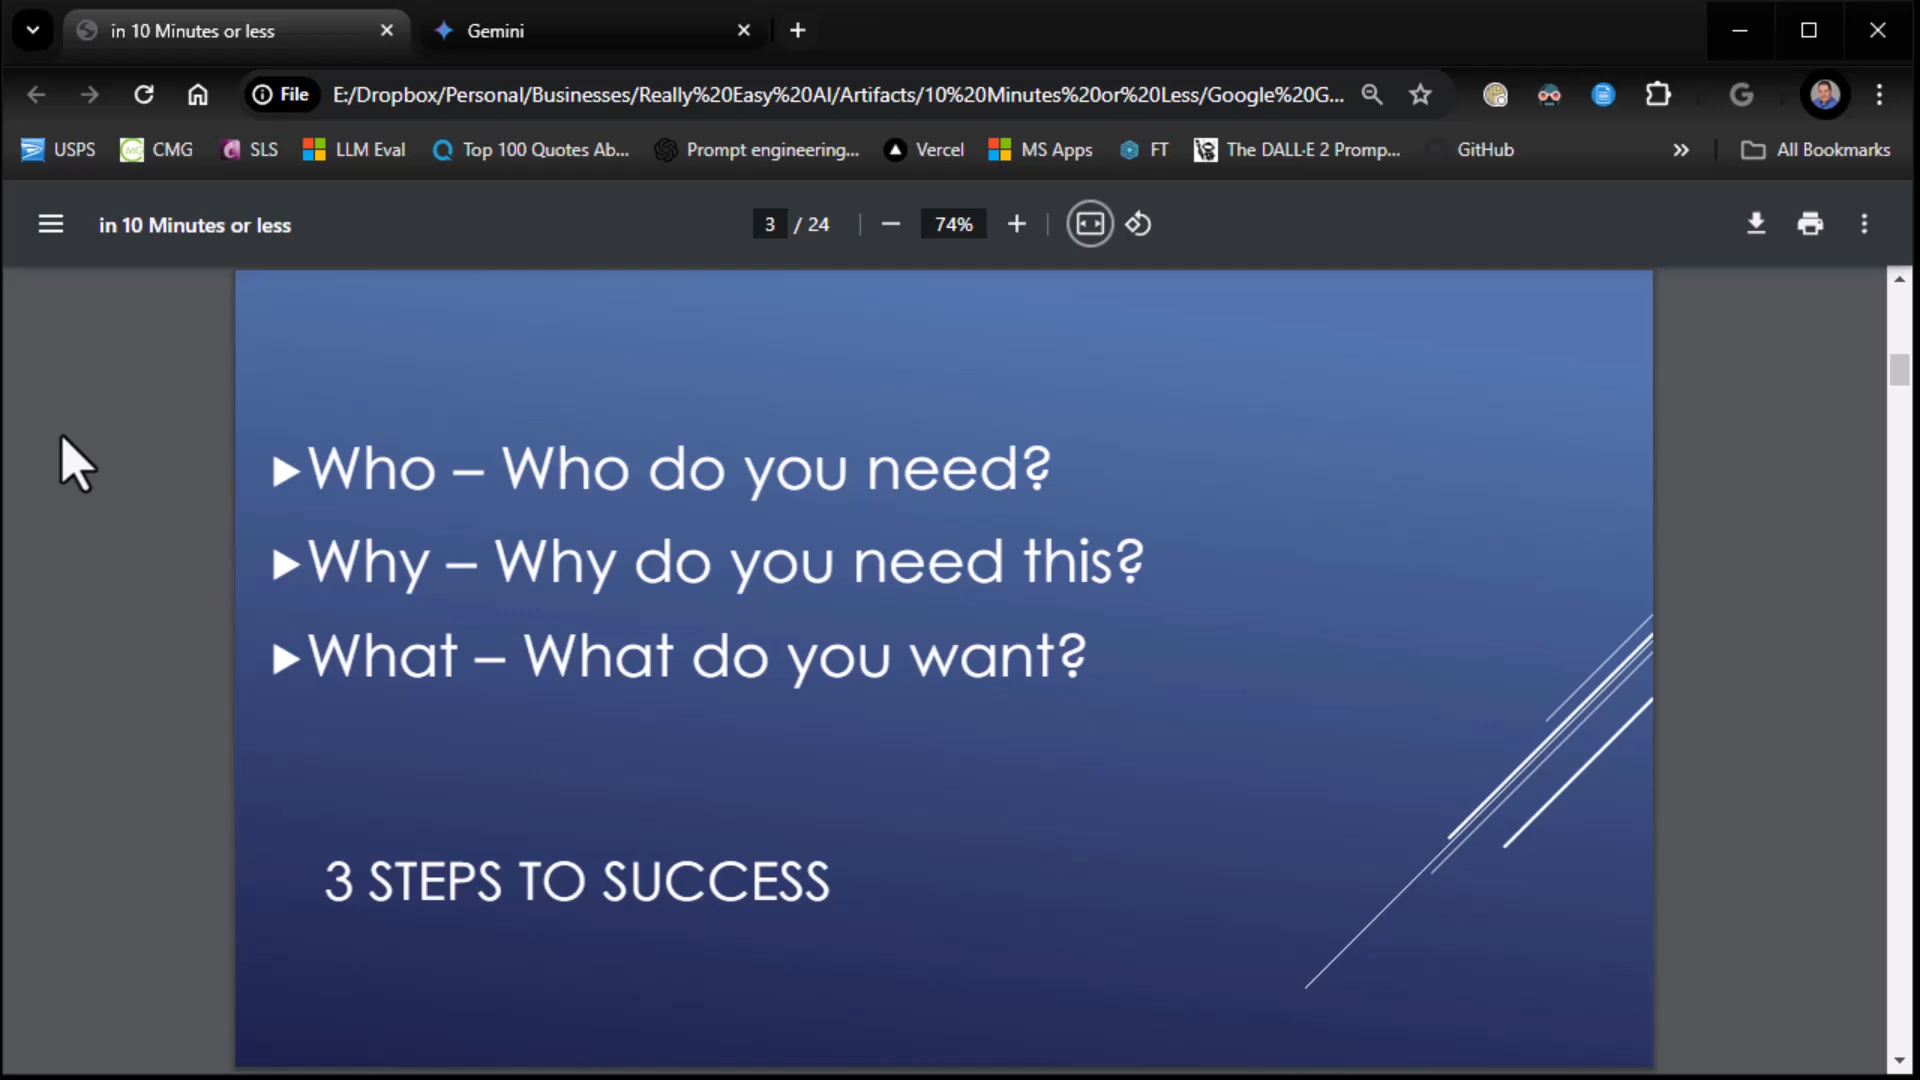 in 10 Minutes or less
Gemini
File
E:/Dropbox/Personal/Businesses/Really%20Easy%20AI/Artifacts/10%20Minutes%20or%20Less/Google%20G...
USPS
CMG
SLS
LLM Eval
Top 100 Quotes Ab...
Prompt engineering...
Vercel
MS Apps
FT
The DALL·E 2 Promp...
GitHub
All Bookmarks
in 10 Minutes or less
3 / 24
74%
Who – Who do you need?
Why – Why do you need this?
What – What do you want?
3 STEPS TO SUCCESS